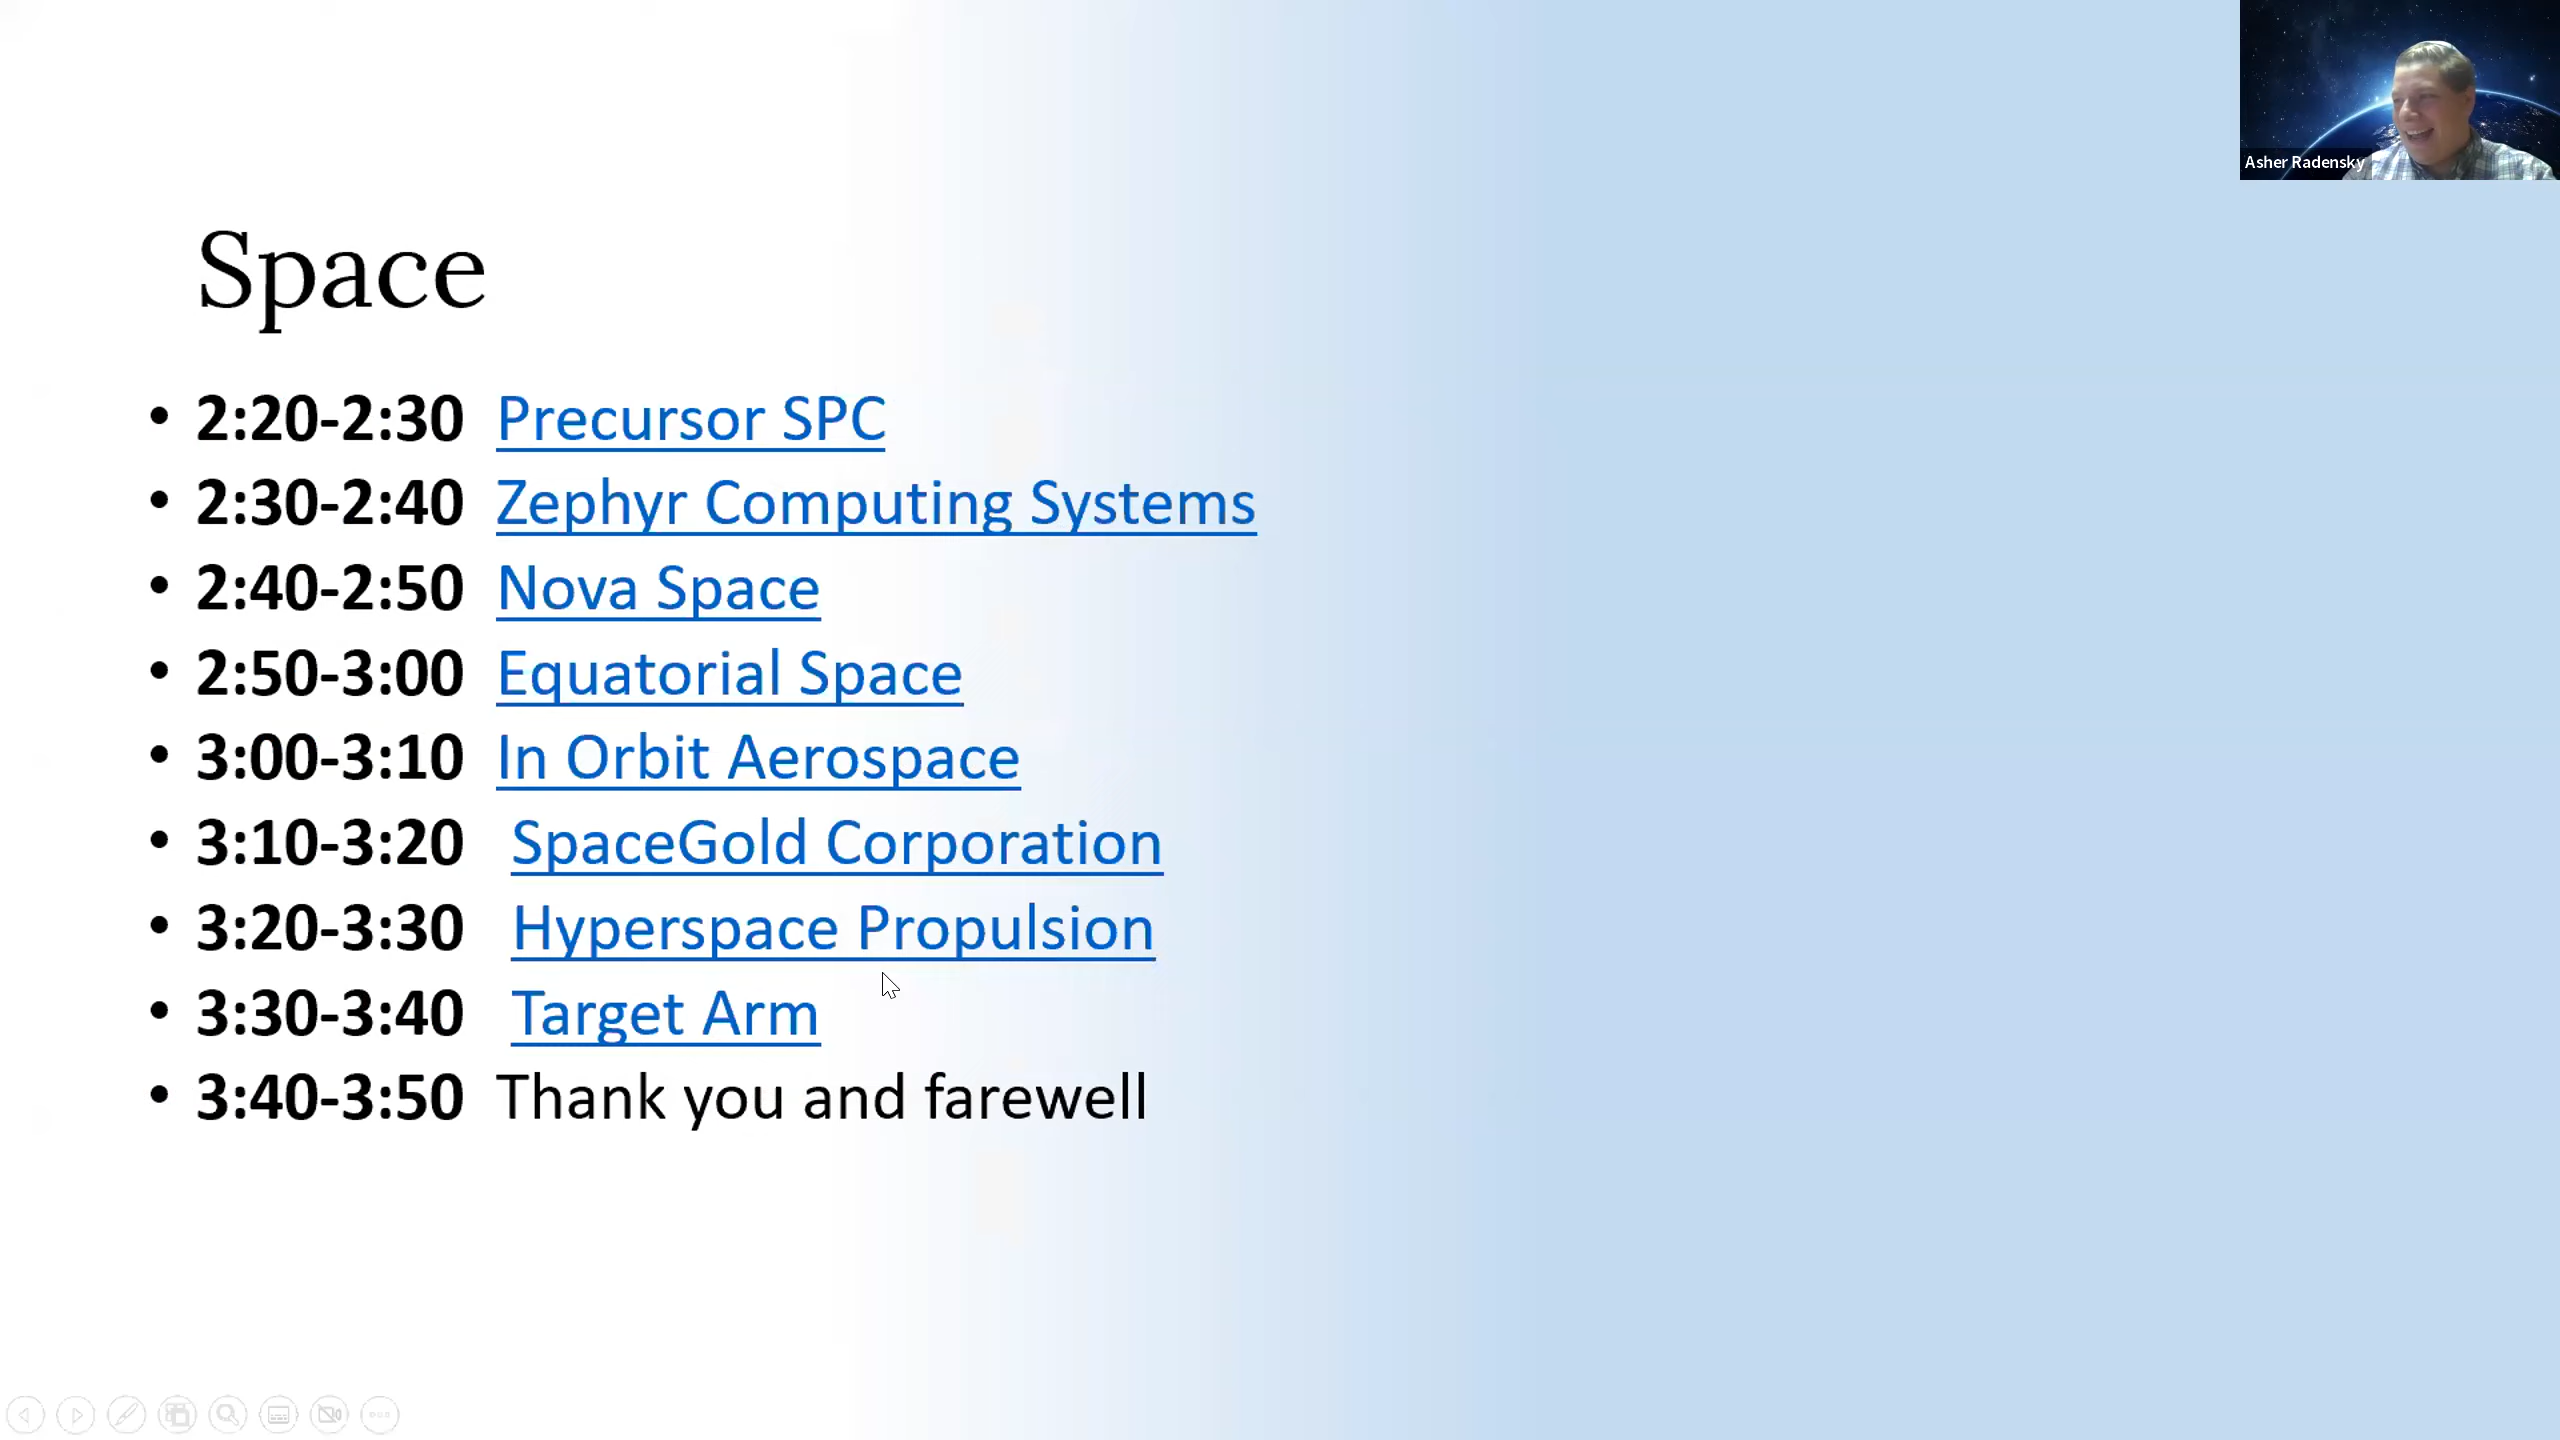 Asher Radensky
Space
• 2:20-2:30 Precursor SPC
• 2:30-2:40 Zephyr Computing Systems
• 2:40-2:50 Nova Space
• 2:50-3:00 Equatorial Space
• 3:00-3:10 In Orbit Aerospace
• 3:10-3:20 SpaceGold Corporation
• 3:20-3:30 Hyperspace Propulsion
• 3:30-3:40 Target Arm
• 3:40-3:50 Thank you and farewell